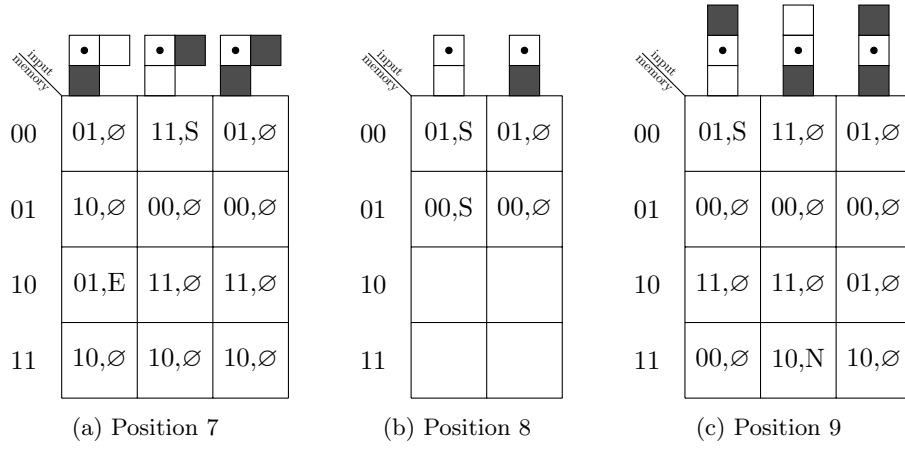 input memory input memory input memory
00 01,∅ 11,S 01,∅ 00 01,S 01,∅ 00 01,S 11,∅ 01,∅
01 10,∅ 00,∅ 00,∅ 01 00,S 00,∅ 01 00,∅ 00,∅ 00,∅
10 01,E 11,∅ 11,∅ 10 10 11,∅ 11,∅ 01,∅
11 10,∅ 10,∅ 10,∅ 11 11 00,∅ 10,N 10,∅
(a) Position 7 (b) Position 8 (c) Position 9